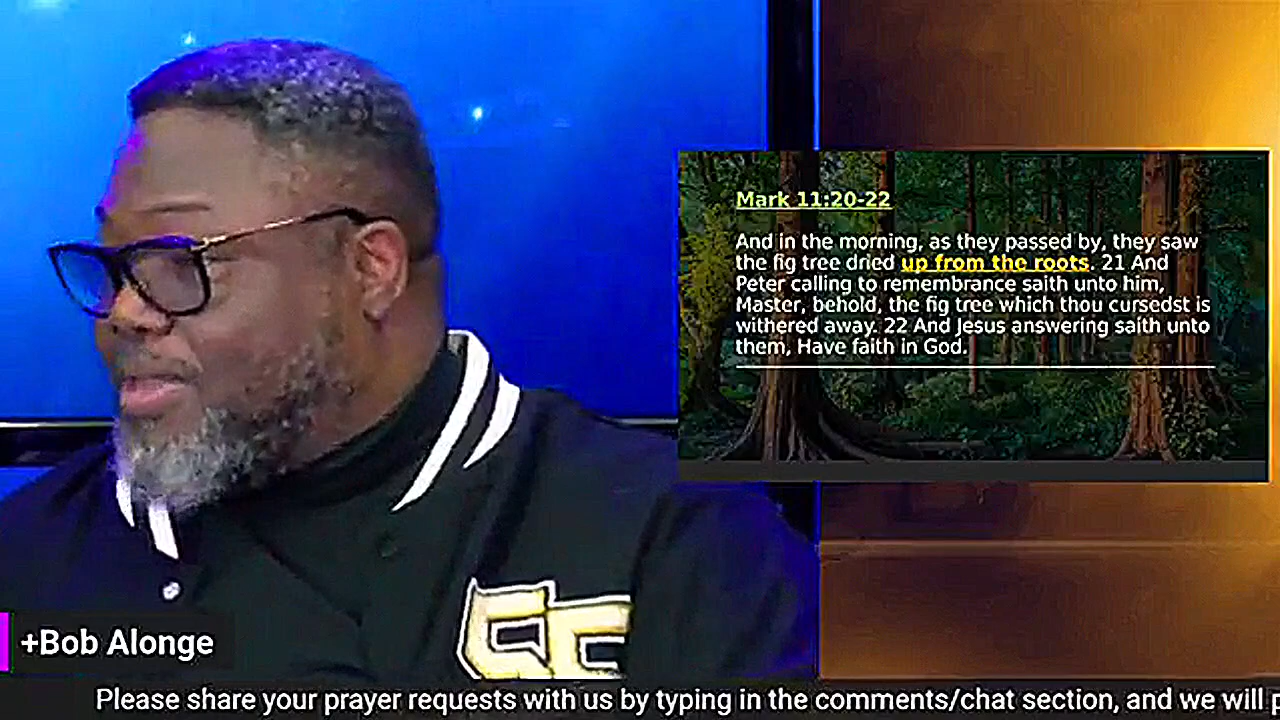 Mark 11:20-22
And in the morning, as they passed by, they saw
the fig tree dried up from the roots. 21 And
Peter calling to remembrance saith unto him,
Master, behold, the fig tree which thou cursedst is
withered away. 22 And Jesus answering saith unto
them, Have faith in God.
+Bob Alonge
Please share your prayer requests with us by typing in the comments/chat section, and we will